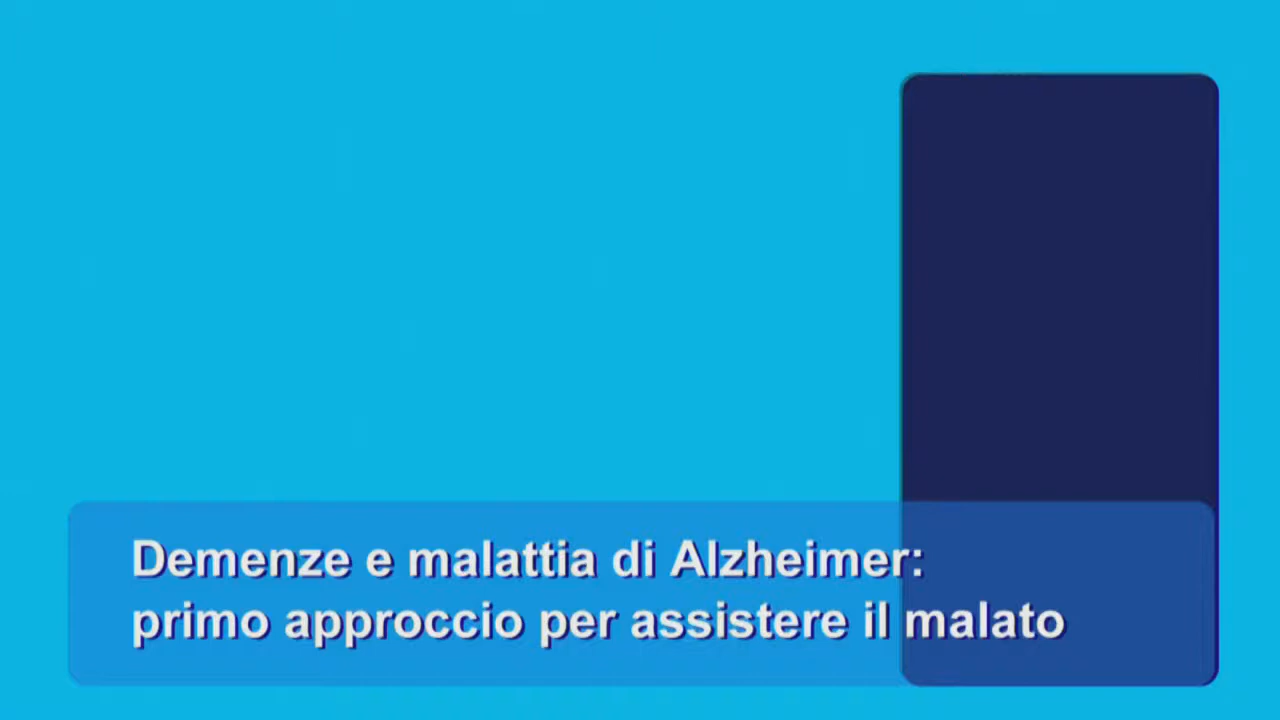 Demenze e malattia di Alzheimer:
primo approccio per assistere il malato